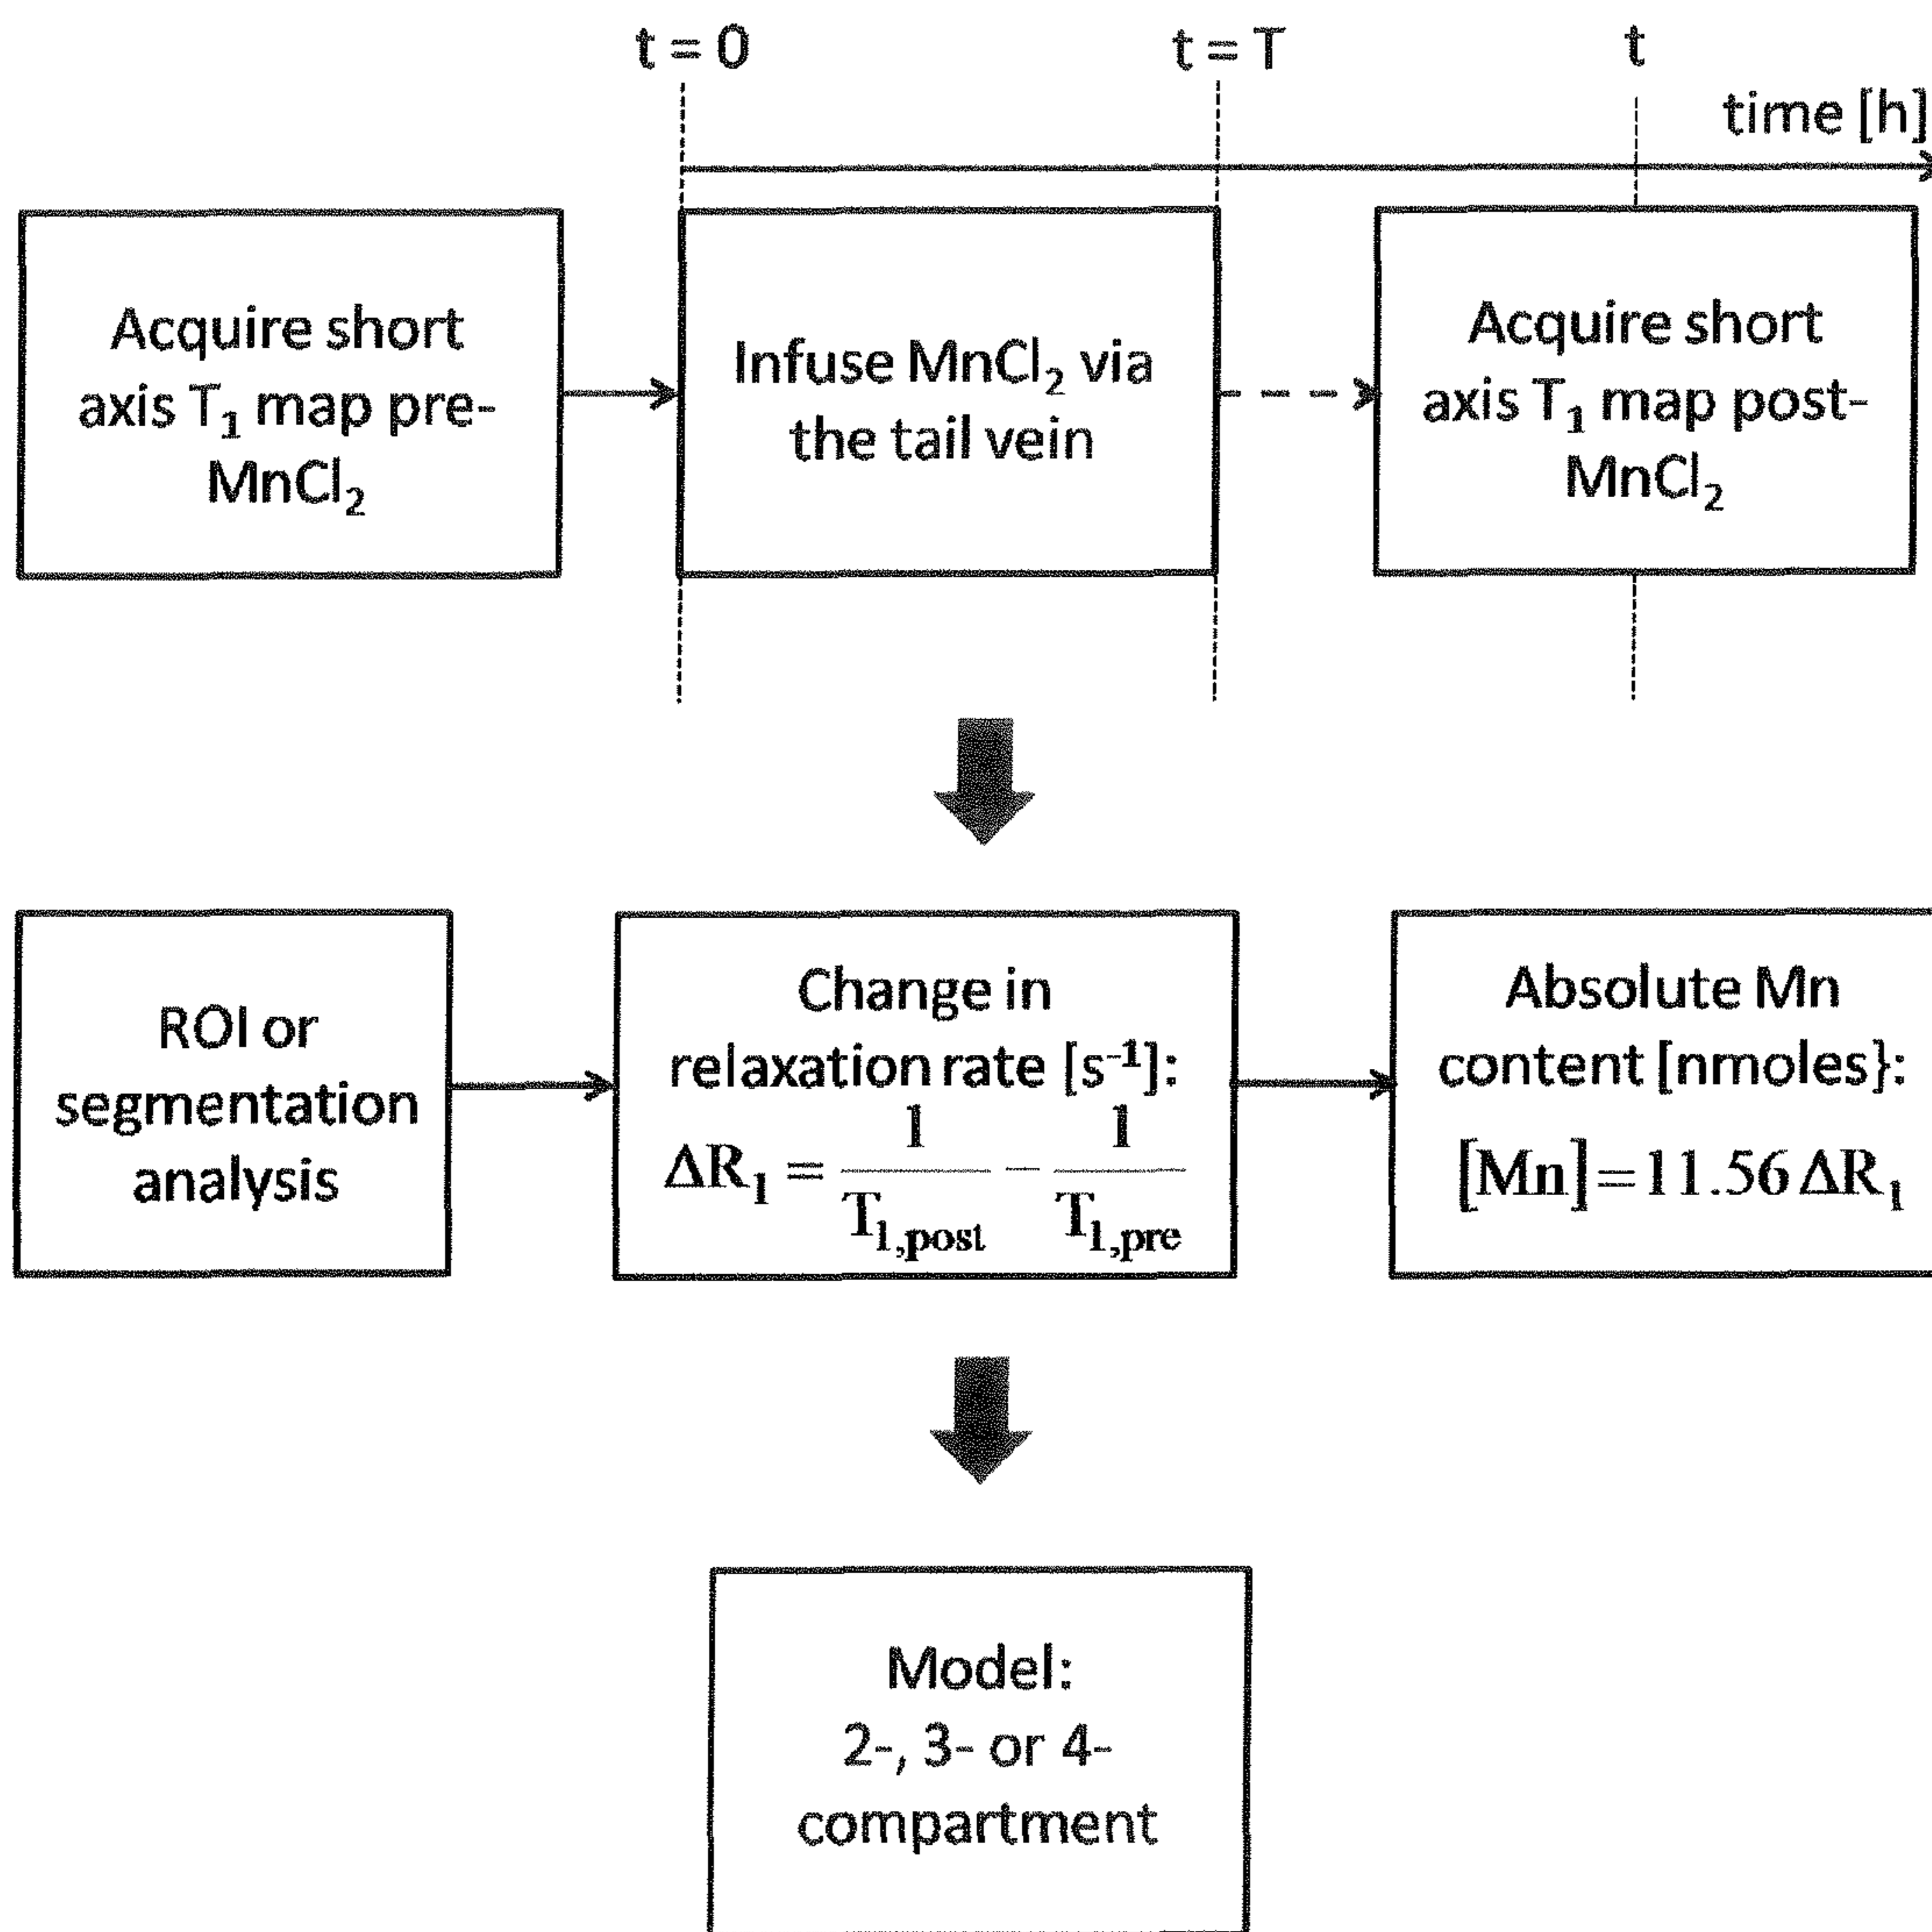 t = 0
t = T
t
time [h]
Acquire short
axis T₁ map pre-
MnCl₂
Infuse MnCl₂ via
the tail vein
Acquire short
axis T₁ map post-
MnCl₂
ROI or
segmentation
analysis
Change in
relaxation rate [s⁻¹]:
ΔR₁ = 1/T₁,post − 1/T₁,pre
Absolute Mn
content [nmoles}:
[Mn] = 11.56 ΔR₁
Model:
2-, 3- or 4-
compartment